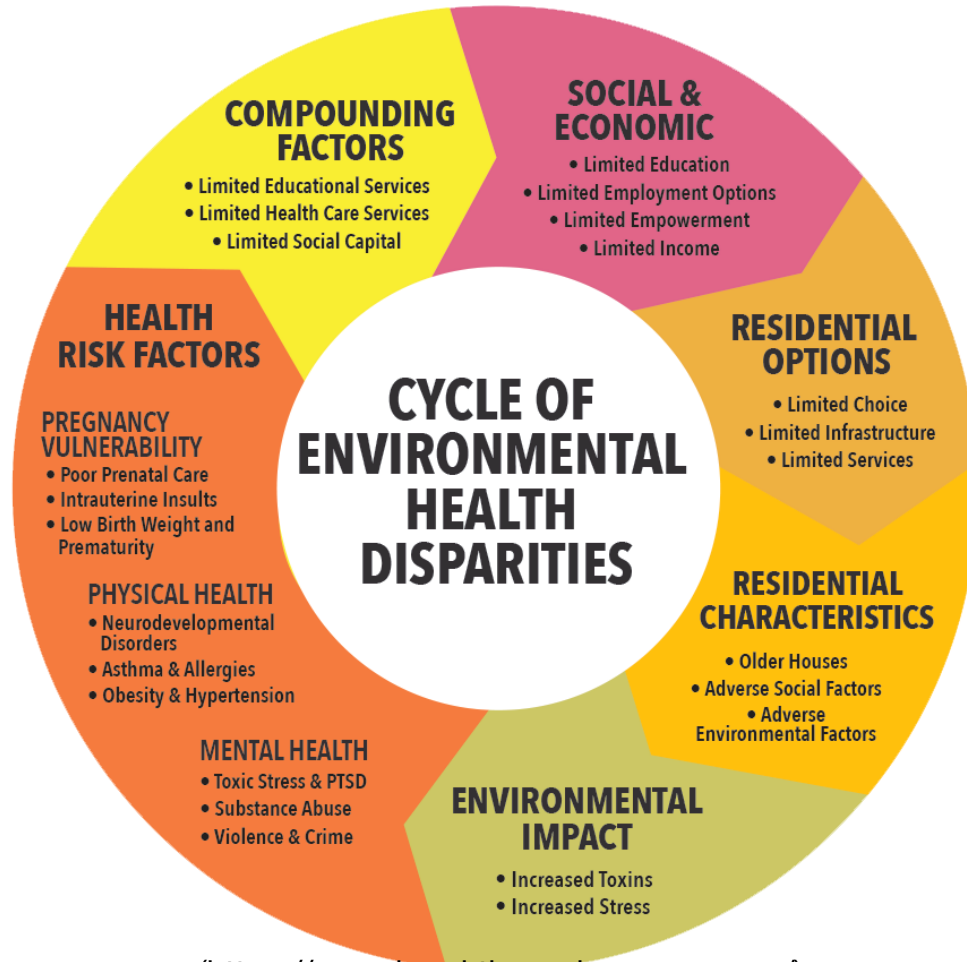 COMPOUNDING
FACTORS
• Limited Educational Services
• Limited Health Care Services
• Limited Social Capital
SOCIAL &
ECONOMIC
• Limited Education
• Limited Employment Options
• Limited Empowerment
• Limited Income
RESIDENTIAL
OPTIONS
• Limited Choice
• Limited Infrastructure
• Limited Services
RESIDENTIAL
CHARACTERISTICS
• Older Houses
• Adverse Social Factors
• Adverse
Environmental Factors
ENVIRONMENTAL
IMPACT
• Increased Toxins
• Increased Stress
HEALTH
RISK FACTORS
PREGNANCY
VULNERABILITY
• Poor Prenatal Care
• Intrauterine Insults
• Low Birth Weight and
Prematurity
PHYSICAL HEALTH
• Neurodevelopmental
Disorders
• Asthma & Allergies
• Obesity & Hypertension
MENTAL HEALTH
• Toxic Stress & PTSD
• Substance Abuse
• Violence & Crime
CYCLE OF
ENVIRONMENTAL
HEALTH
DISPARITIES